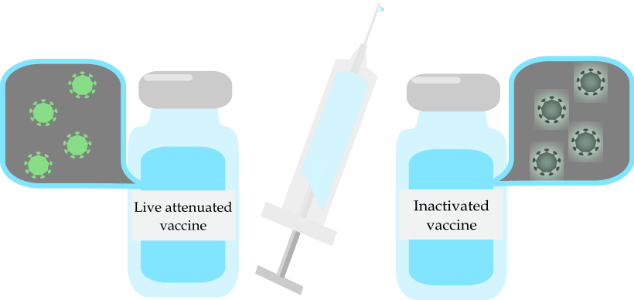 Live attenuated
vaccine
Inactivated
vaccine